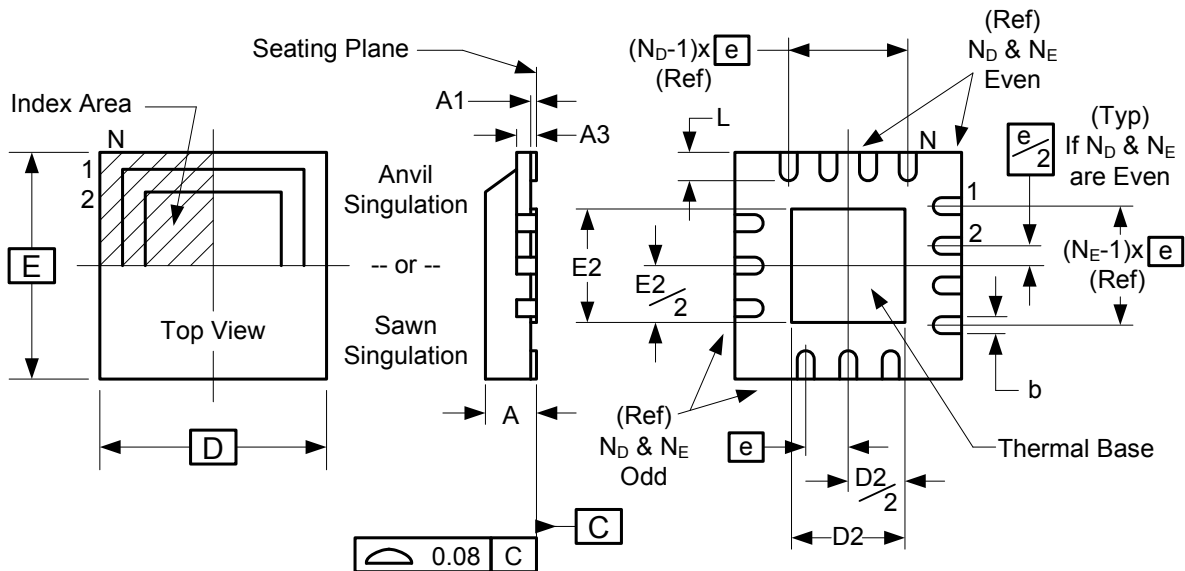 Seating Plane
Index Area
N
1
2
E
Top View
D
A1
A3
Anvil
Singulation
-- or --
Sawn
Singulation
A
0.08 C
C
(N_D-1)x e
(Ref)
L
(Ref)
N_D & N_E
Even
N
e/2
(Typ)
If N_D & N_E
are Even
1
2
(N_E-1)x e
(Ref)
E2
E2/2
b
(Ref)
N_D & N_E
Odd
e
Thermal Base
D2/2
D2